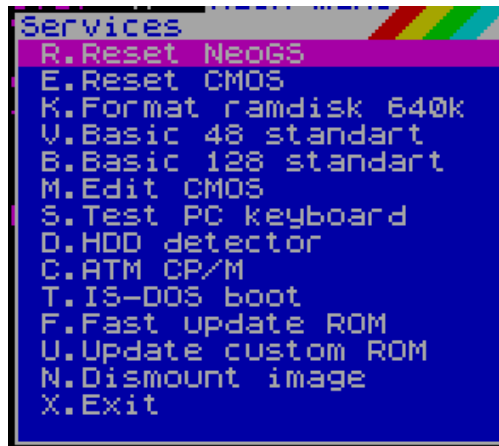 Services
R.Reset NeoGS
E.Reset CMOS
K.Format ramdisk 640k
V.Basic 48 standart
B.Basic 128 standart
M.Edit CMOS
S.Test PC keyboard
D.HDD detector
C.ATM CP/M
T.IS-DOS boot
F.Fast update ROM
U.Update custom ROM
N.Dismount image
X.Exit